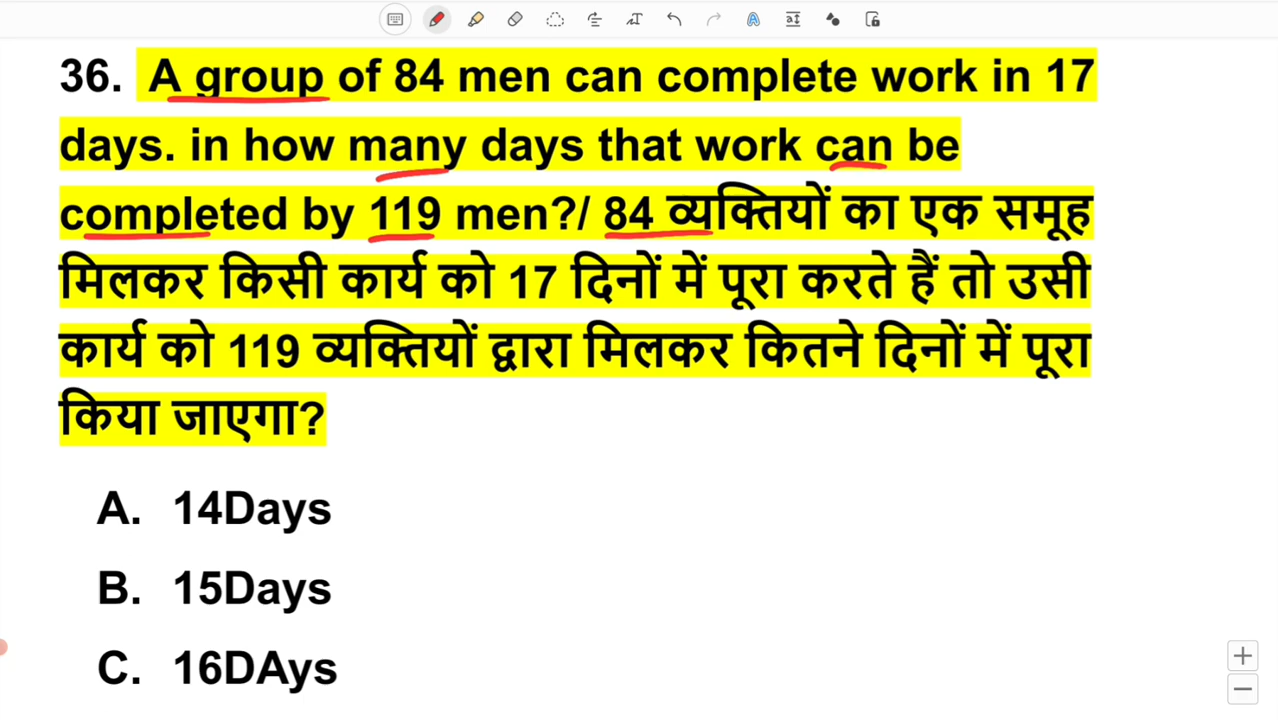 36. A group of 84 men can complete work in 17
days. in how many days that work can be
completed by 119 men?/ 84 व्यक्तियों का एक समूह
मिलकर किसी कार्य को 17 दिनों में पूरा करते हैं तो उसी
कार्य को 119 व्यक्तियों द्वारा मिलकर कितने दिनों में पूरा
किया जाएगा?
A. 14Days
B. 15Days
C. 16DAys